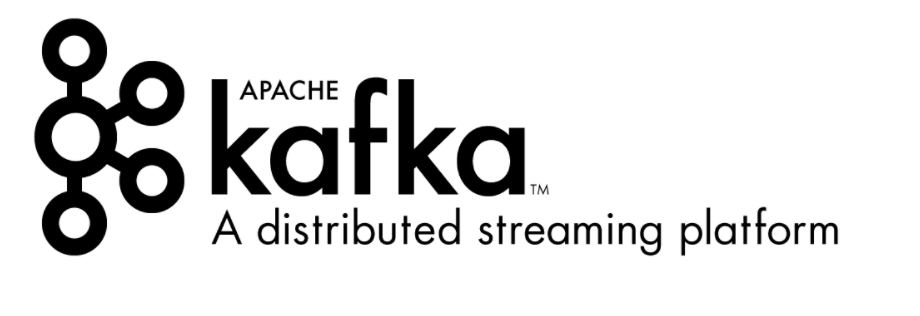 APACHE
kafka™
A distributed streaming platform